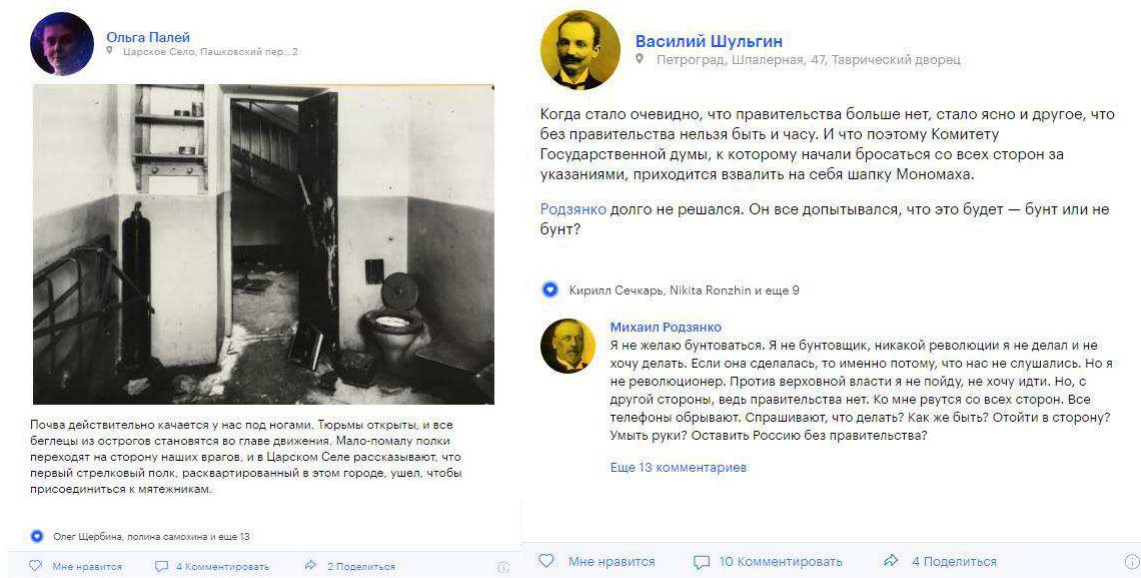 Ольга Палей
Царское Село, Пашковский пер., 2
Почва действительно качается у нас под ногами. Тюрьмы открыты, и все
беглецы из острогов становятся во главе движения. Мало-помалу полки
переходят на сторону наших врагов, и в Царском Селе рассказывают, что
первый стрелковый полк, расквартированный в этом городе, ушел, чтобы
присоединиться к мятежникам.
Олег Щербина, полина самохина и еще 13
Мне нравится
4 Комментировать
2 Поделиться
Василий Шульгин
Петроград, Шпалерная, 47, Таврический дворец
Когда стало очевидно, что правительства больше нет, стало ясно и другое, что
без правительства нельзя быть и часу. И что поэтому Комитету
Государственной думы, к которому начали бросаться со всех сторон за
указаниями, приходится взвалить на себя шапку Мономаха.
Родзянко долго не решался. Он все допытывался, что это будет — бунт или не
бунт?
Кирилл Сечкарь, Nikita Ronzhin и еще 9
Михаил Родзянко
Я не желаю бунтоваться. Я не бунтовщик, никакой революции я не делал и не
хочу делать. Если она сделалась, то именно потому, что нас не слушались. Но я
не революционер. Против верховной власти я не пойду, не хочу идти. Но, с
другой стороны, ведь правительства нет. Ко мне рвутся со всех сторон. Все
телефоны обрывают. Спрашивают, что делать? Как же быть? Отойти в сторону?
Умыть руки? Оставить Россию без правительства?
Еще 13 комментариев
Мне нравится
10 Комментировать
4 Поделиться